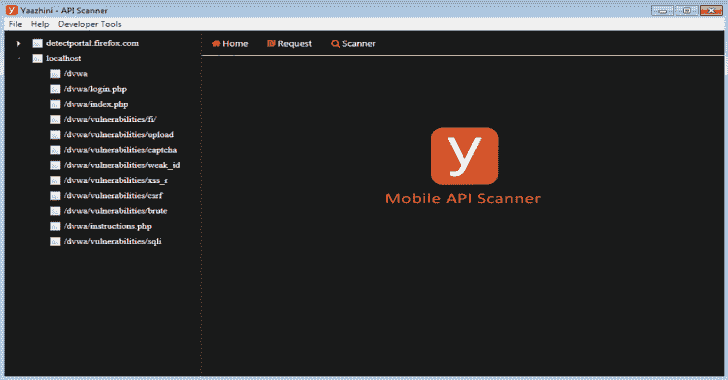 Yaazhini - API Scanner
File Help Developer Tools
detectportal.firefox.com
localhost
/dvwa
/dvwa/login.php
/dvwa/index.php
/dvwa/vulnerabilities/fi/
/dvwa/vulnerabilities/upload
/dvwa/vulnerabilities/captcha
/dvwa/vulnerabilities/weak_id
/dvwa/vulnerabilities/xss_r
/dvwa/vulnerabilities/csrf
/dvwa/vulnerabilities/brute
/dvwa/instructions.php
/dvwa/vulnerabilities/sqli
Home Request Scanner
y
Mobile API Scanner